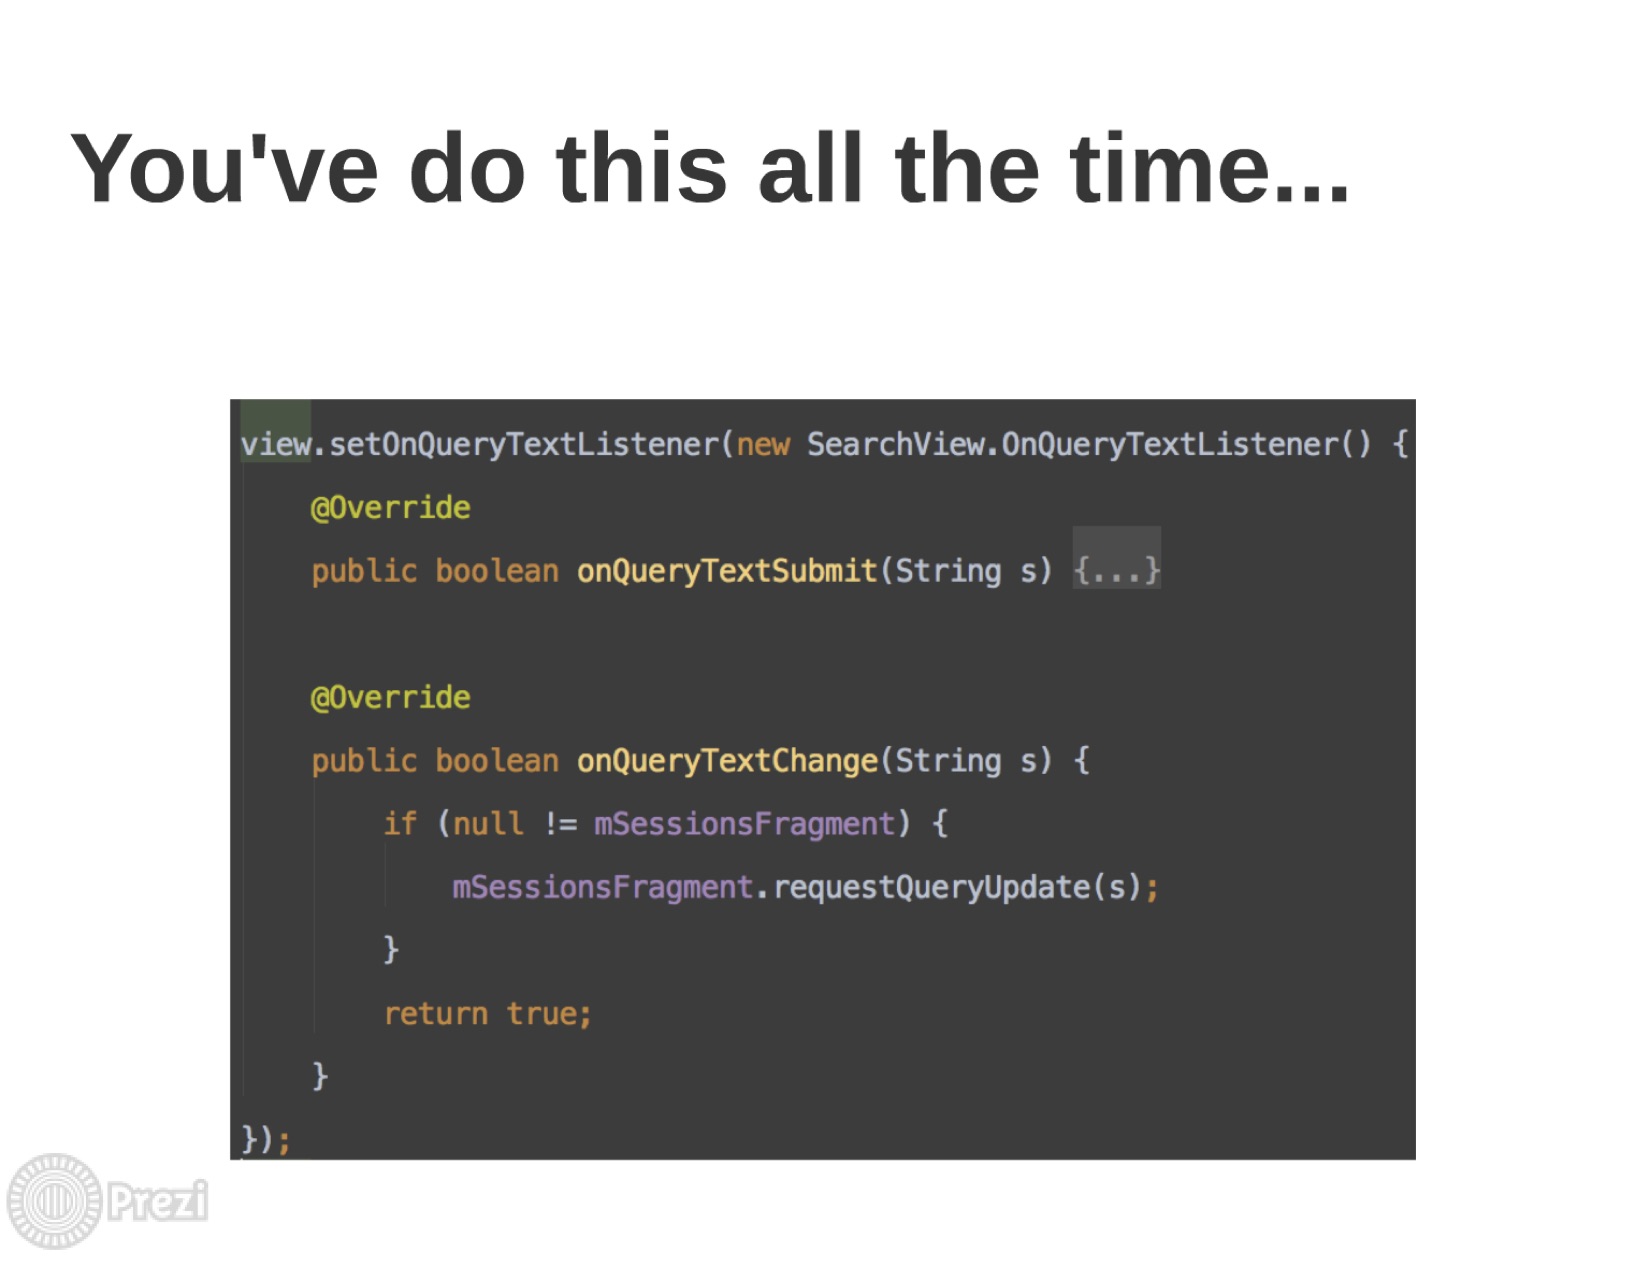 You've do this all the time...
view.setOnQueryTextListener(new SearchView.OnQueryTextListener() {
@Override
public boolean onQueryTextSubmit(String s) {...}
@Override
public boolean onQueryTextChange(String s) {
if (null != mSessionsFragment) {
mSessionsFragment.requestQueryUpdate(s);
}
return true;
}
});
Prezi